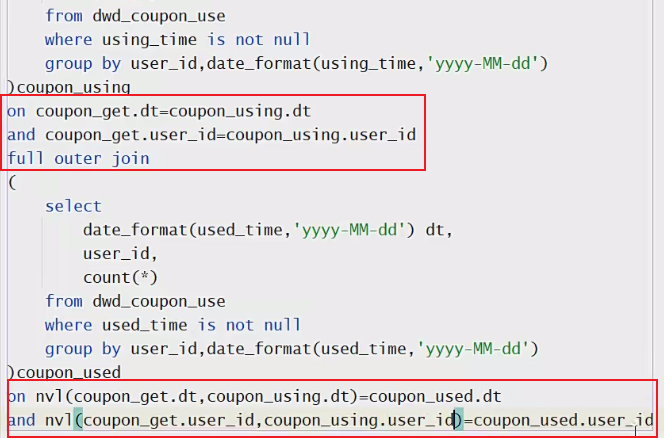 from dwd_coupon_use
where using_time is not null
group by user_id,date_format(using_time,'yyyy-MM-dd')
)coupon_using
on coupon_get.dt=coupon_using.dt
and coupon_get.user_id=coupon_using.user_id
full outer join
(
select
date_format(used_time,'yyyy-MM-dd') dt,
user_id,
count(*)
from dwd_coupon_use
where used_time is not null
group by user_id,date_format(used_time,'yyyy-MM-dd')
)coupon_used
on nvl(coupon_get.dt,coupon_using.dt)=coupon_used.dt
and nvl(coupon_get.user_id,coupon_using.user_id)=coupon_used.user_id